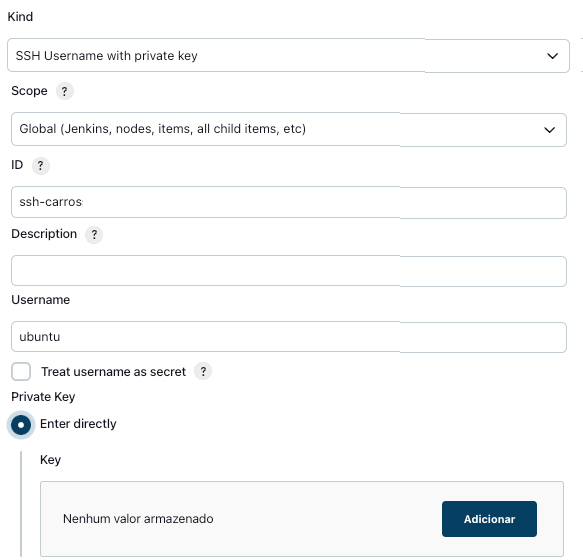 Kind
SSH Username with private key
Scope ?
Global (Jenkins, nodes, items, all child items, etc)
ID ?
ssh-carros
Description ?
Username
ubuntu
Treat username as secret ?
Private Key
Enter directly
Key
Nenhum valor armazenado Adicionar